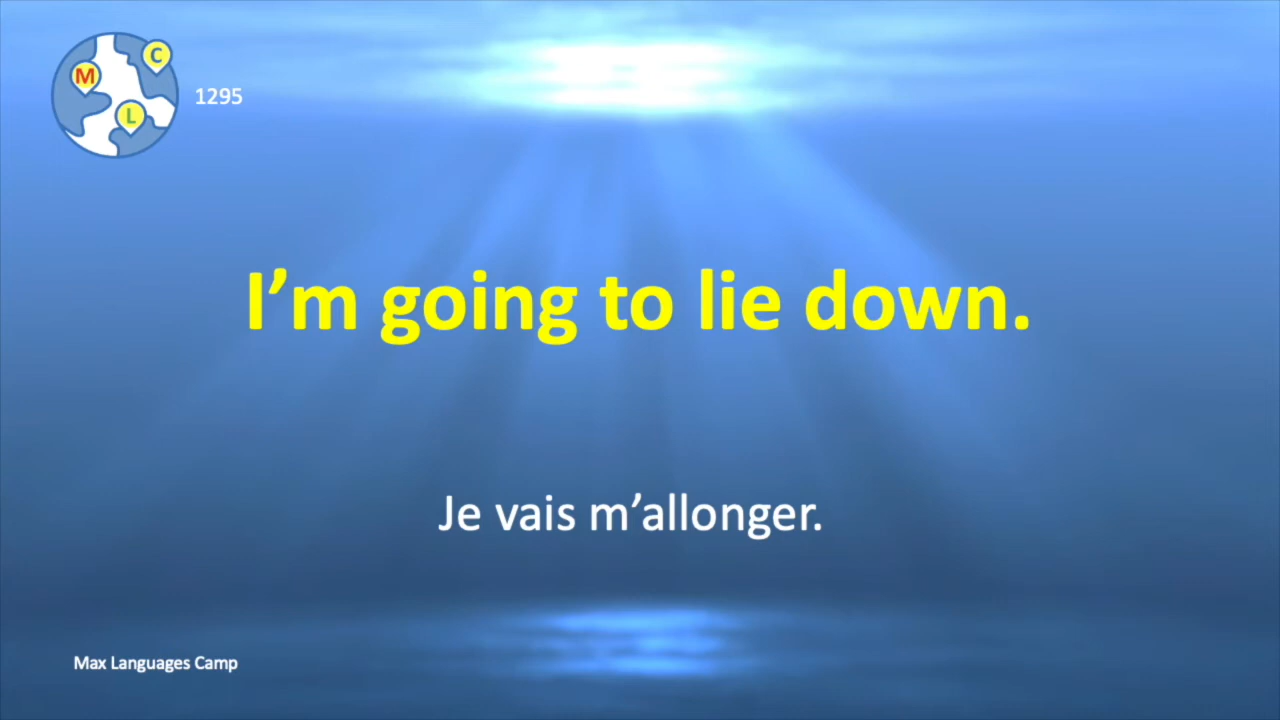 C
M
L
1295
I’m going to lie down.
Je vais m’allonger.
Max Languages Camp